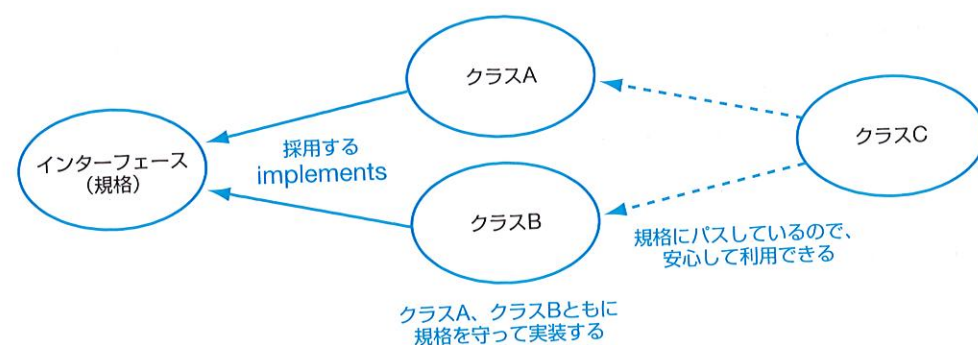 クラスA
クラスC
インターフェース
（規格）
採用する
implements
クラスB
規格にパスしているので、
安心して利用できる
クラスA、クラスBともに
規格を守って実装する